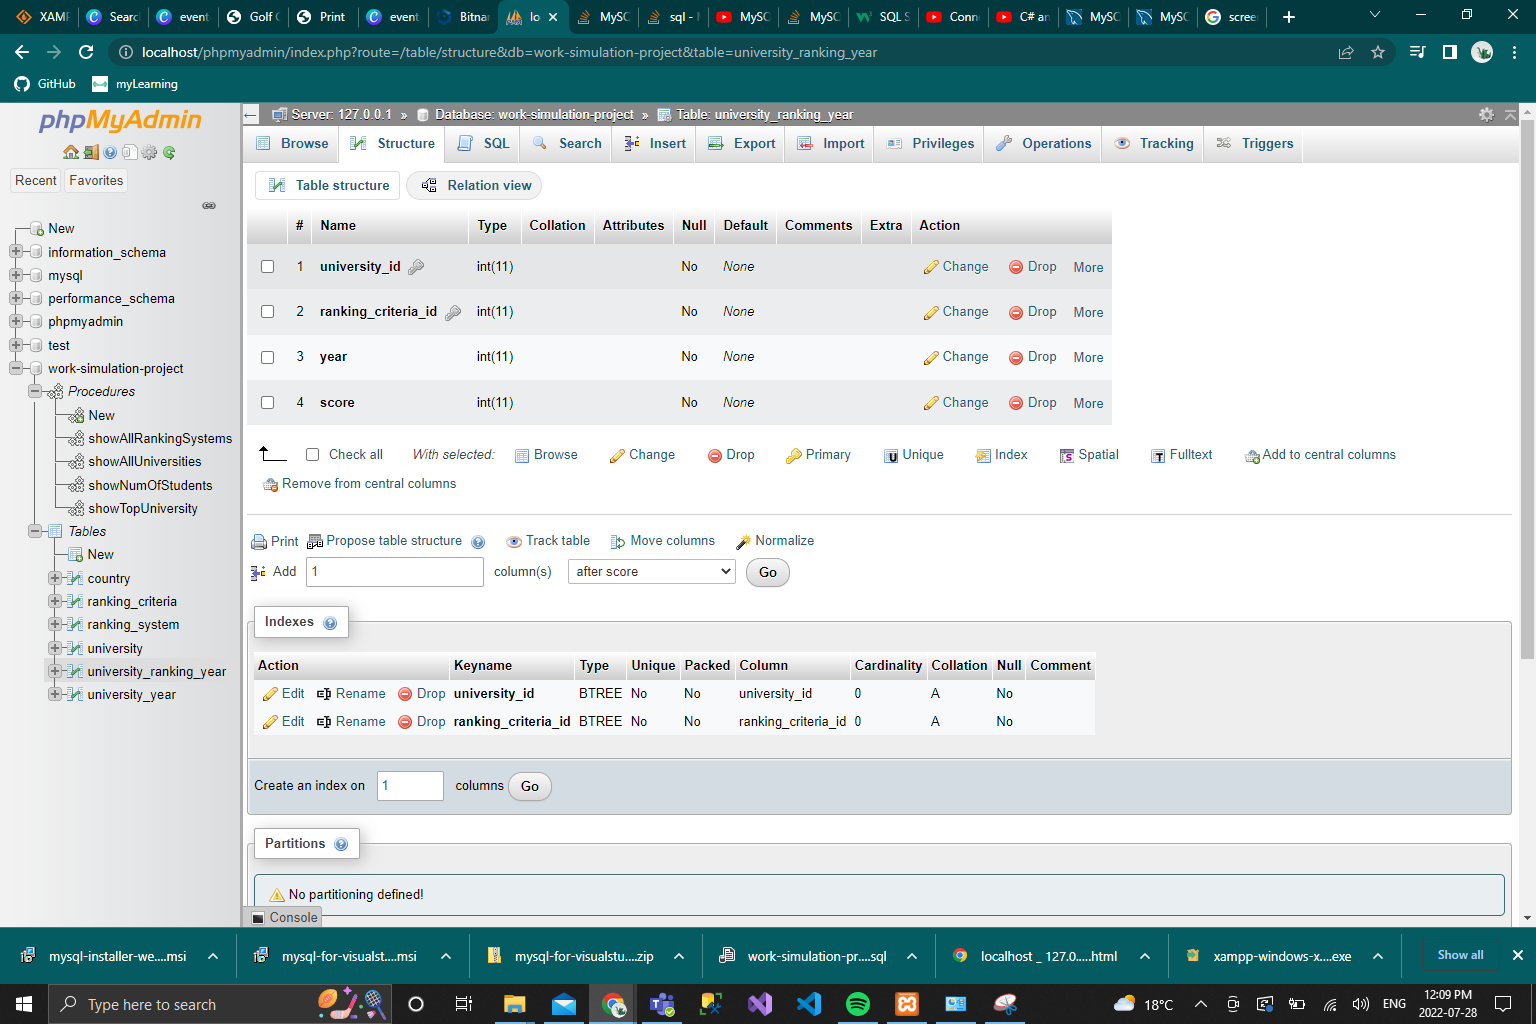 XAMF Searc event Golf C Print event Bitnar lo MySC sql - M MySC MySC SQL S Conne C# an MySC MySC scree
localhost/phpmyadmin/index.php?route=/table/structure&db=work-simulation-project&table=university_ranking_year
GitHub myLearning
phpMyAdmin
Recent Favorites
New
information_schema
mysql
performance_schema
phpmyadmin
test
work-simulation-project
Procedures
New
showAllRankingSystems
showAllUniversities
showNumOfStudents
showTopUniversity
Tables
New
country
ranking_criteria
ranking_system
university
university_ranking_year
university_year
Server: 127.0.0.1 » Database: work-simulation-project » Table: university_ranking_year
Browse Structure SQL Search Insert Export Import Privileges Operations Tracking Triggers
Table structure Relation view
# Name Type Collation Attributes Null Default Comments Extra Action
1 university_id int(11) No None Change Drop More
2 ranking_criteria_id int(11) No None Change Drop More
3 year int(11) No None Change Drop More
4 score int(11) No None Change Drop More
Check all With selected: Browse Change Drop Primary Unique Index Spatial Fulltext Add to central columns
Remove from central columns
Print Propose table structure Track table Move columns Normalize
Add 1 column(s) after score Go
Indexes
Action Keyname Type Unique Packed Column Cardinality Collation Null Comment
Edit Rename Drop university_id BTREE No No university_id 0 A No
Edit Rename Drop ranking_criteria_id BTREE No No ranking_criteria_id 0 A No
Create an index on 1 columns Go
Partitions
No partitioning defined!
Console
mysql-installer-we....msi mysql-for-visualst....msi mysql-for-visualstu....zip work-simulation-pr....sql localhost _ 127.0.....html xampp-windows-x....exe Show all
Type here to search 18°C ENG 12:09 PM
2022-07-28